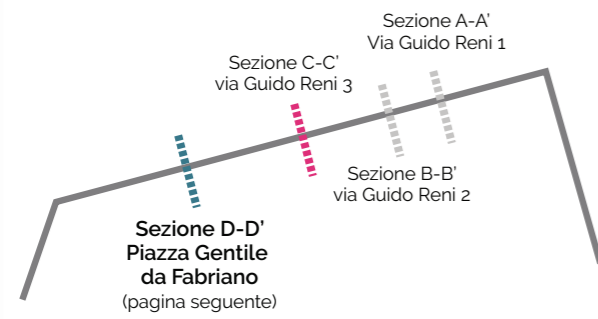 Sezione A-A'
Via Guido Reni 1
Sezione C-C'
via Guido Reni 3
Sezione B-B'
via Guido Reni 2
Sezione D-D'
Piazza Gentile
da Fabriano
(pagina seguente)